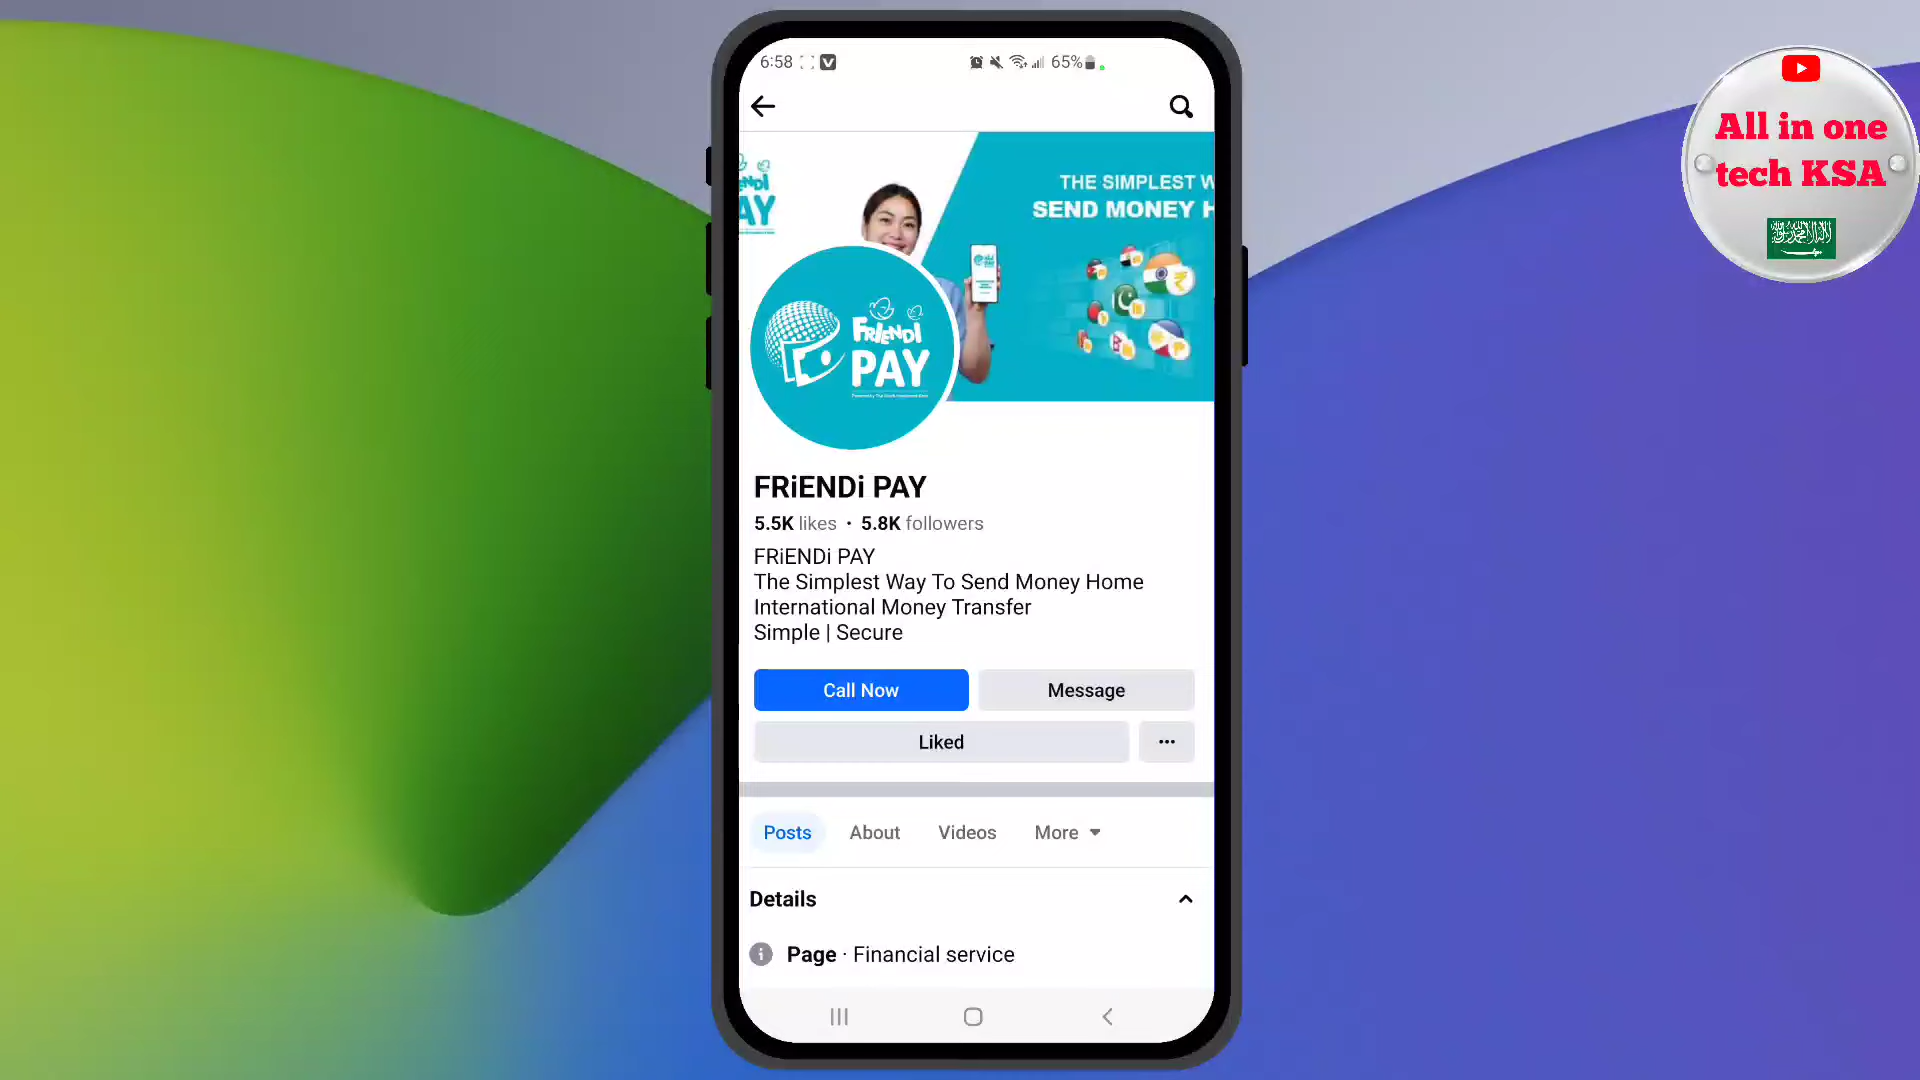 6:58
65%
ENDI
AY
THE SIMPLEST W
SEND MONEY H
FRIENDi
PAY
FRiENDi PAY
5.5K likes · 5.8K followers
FRiENDi PAY
The Simplest Way To Send Money Home
International Money Transfer
Simple | Secure
Call Now
Message
Liked
Posts
About
Videos
More
Details
Page · Financial service
All in one
tech KSA